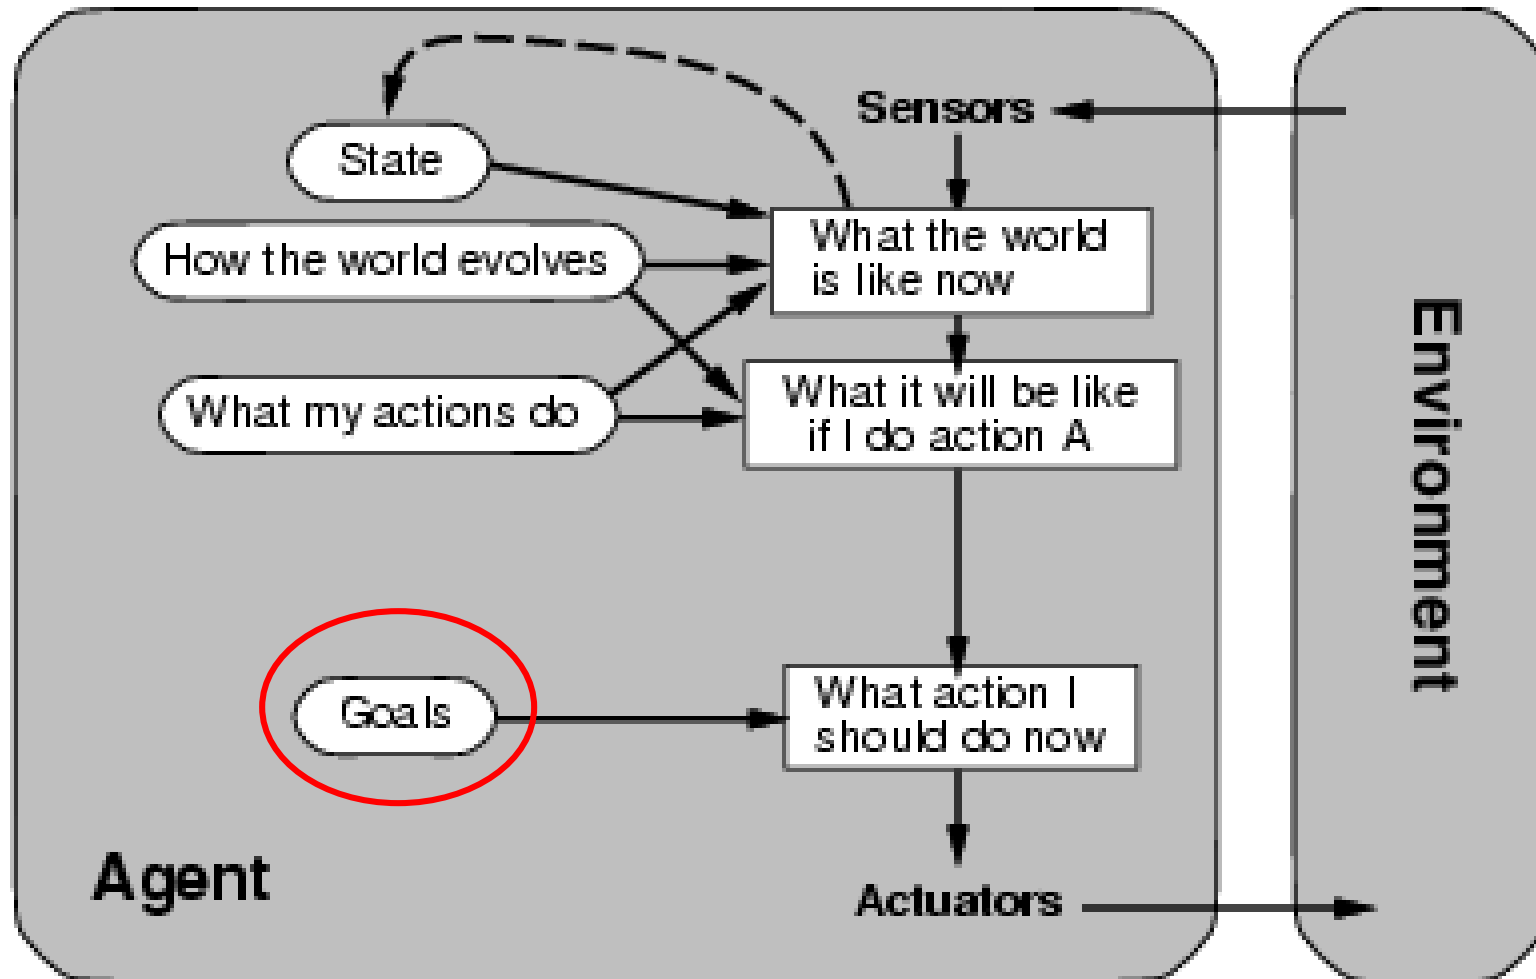 Sensors
State
What the world
is like now
How the world evolves
What my actions do
What it will be like
if I do action A
Goals
What action I
should do now
Agent
Actuators
Environment